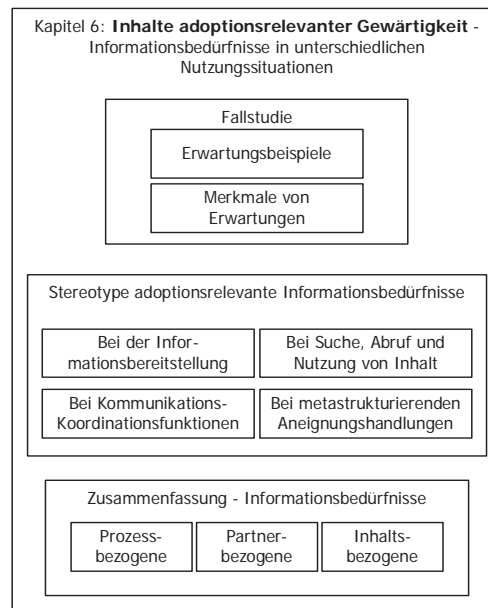 Kapitel 6: Inhalte adoptionsrelevanter Gewärtigkeit -
Informationsbedürfnisse in unterschiedlichen
Nutzungssituationen
Fallstudie
Erwartungsbeispiele
Merkmale von
Erwartungen
Stereotype adoptionsrelevante Informationsbedürfnisse
Bei der Infor-
mationsbereitstellung
Bei Suche, Abruf und
Nutzung von Inhalt
Bei Kommunikations-
Koordinationsfunktionen
Bei metastrukturierenden
Aneignungshandlungen
Zusammenfassung - Informationsbedürfnisse
Prozess-
bezogene
Partner-
bezogene
Inhalts-
bezogene